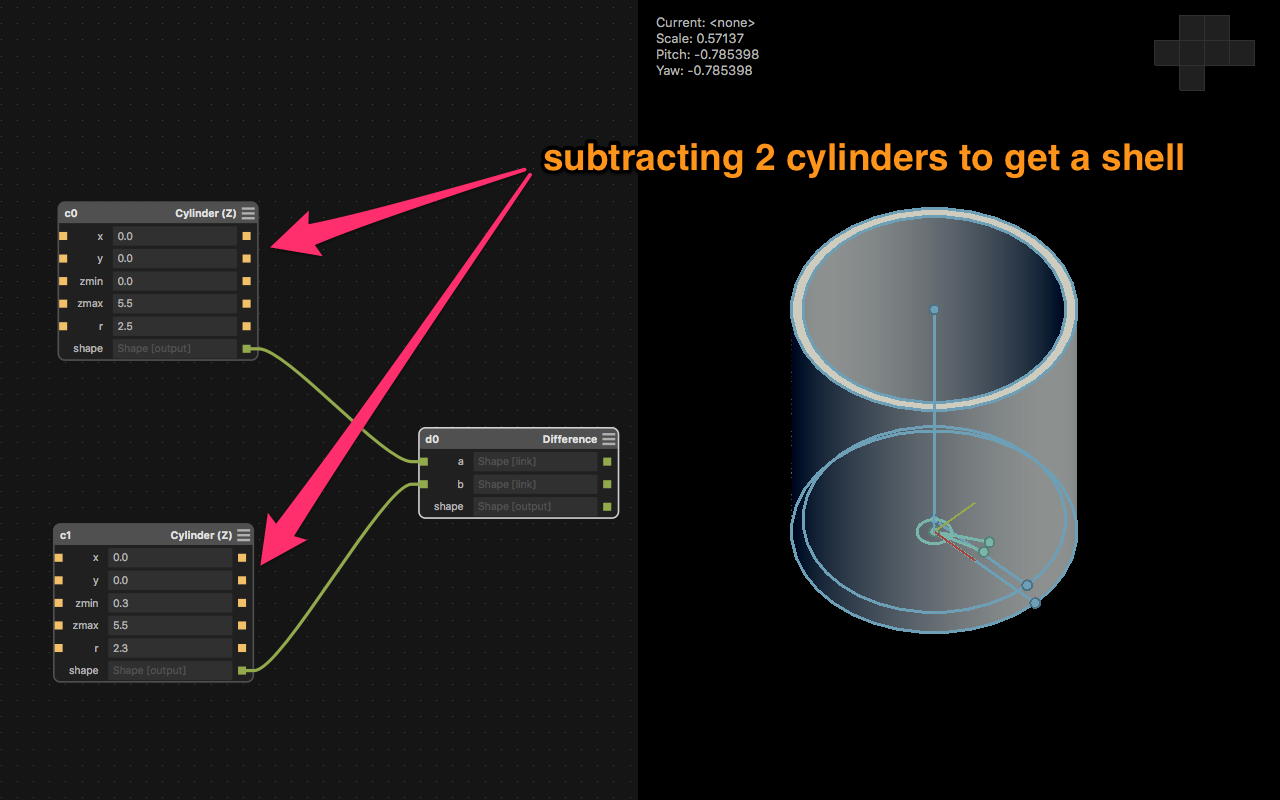 Current: <none>
Scale: 0.57137
Pitch: -0.785398
Yaw: -0.785398
subtracting 2 cylinders to get a shell
c0 Cylinder (Z)
x 0.0
y 0.0
zmin 0.0
zmax 5.5
r 2.5
shape Shape [output]
d0 Difference
a Shape [link]
b Shape [link]
shape Shape [output]
c1 Cylinder (Z)
x 0.0
y 0.0
zmin 0.3
zmax 5.5
r 2.3
shape Shape [output]